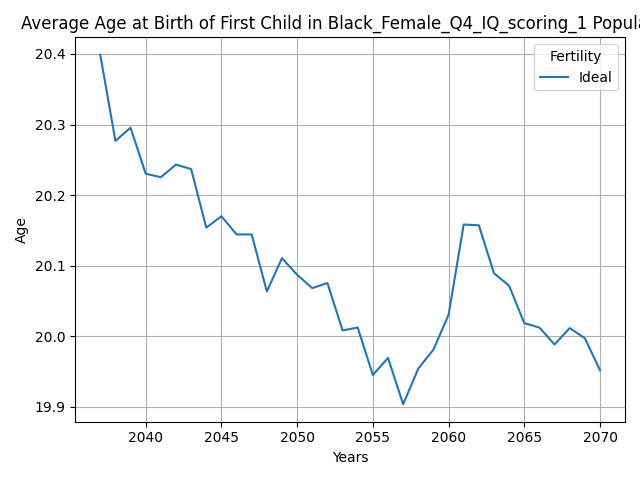 Average Age at Birth of First Child in Black_Female_Q4_IQ_scoring_1 Popula
Fertility
Ideal
20.4
20.3
20.2
20.1
20.0
19.9
Age
2040 2045 2050 2055 2060 2065 2070
Years